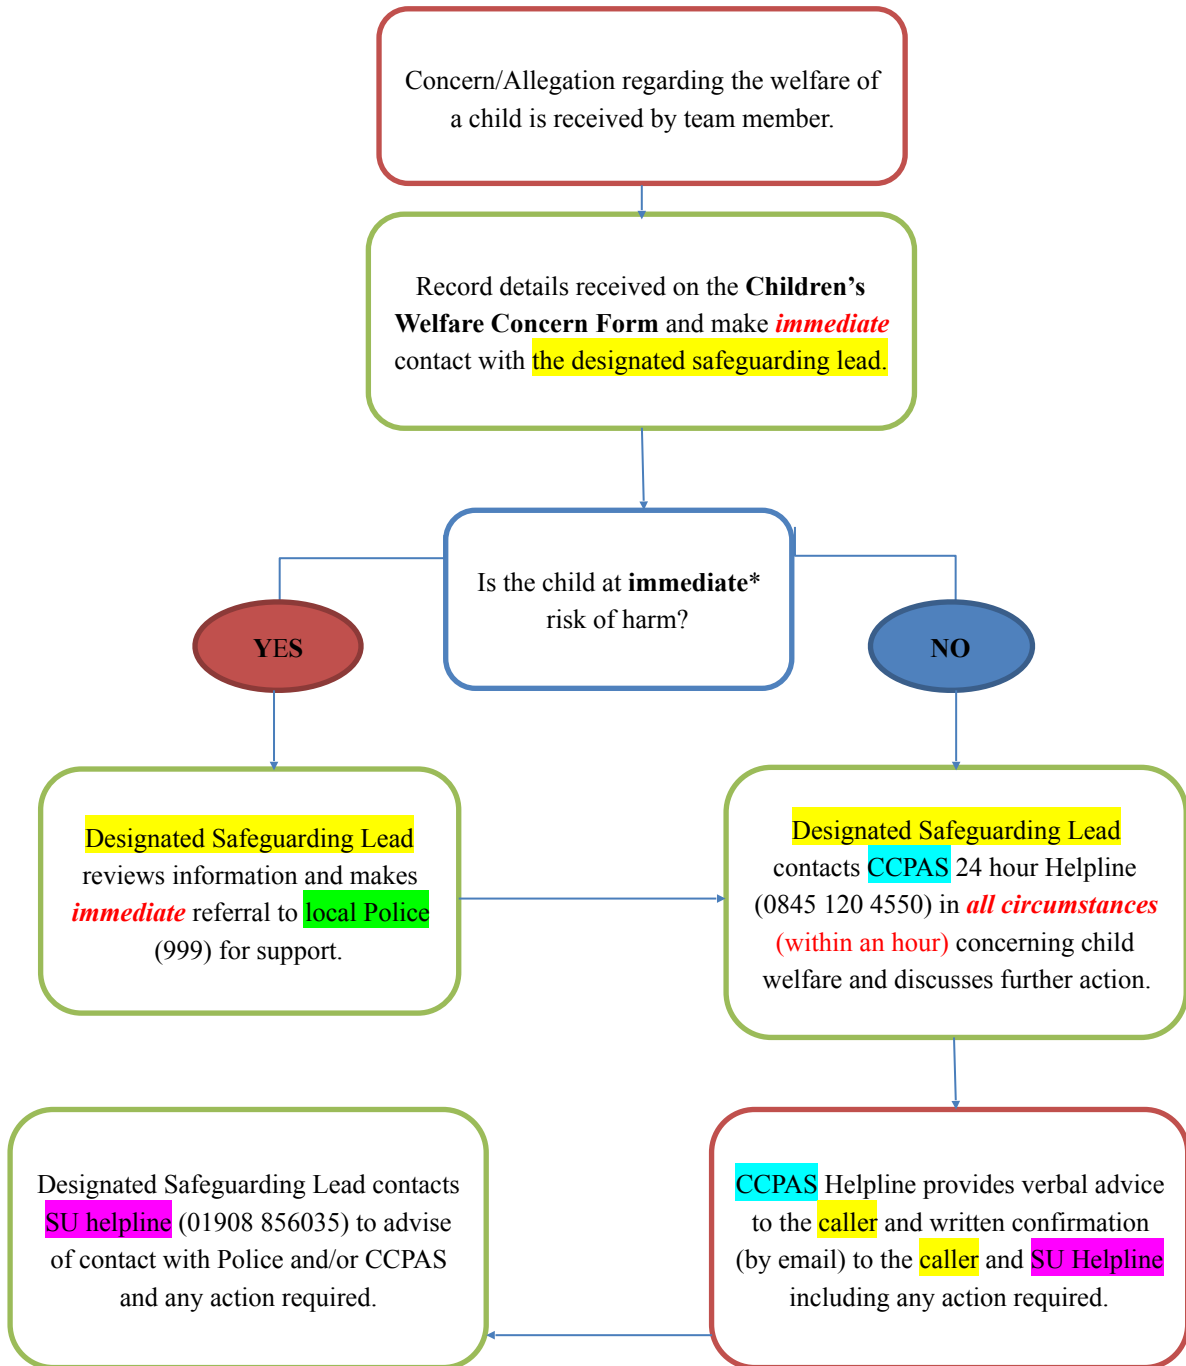 Concern/Allegation regarding the welfare of
a child is received by team member.
Record details received on the Children’s
Welfare Concern Form and make immediate
contact with the designated safeguarding lead.
Is the child at immediate*
risk of harm?
YES
NO
Designated Safeguarding Lead
reviews information and makes
immediate referral to local Police
(999) for support.
Designated Safeguarding Lead
contacts CCPAS 24 hour Helpline
(0845 120 4550) in all circumstances
(within an hour) concerning child
welfare and discusses further action.
Designated Safeguarding Lead contacts
SU helpline (01908 856035) to advise
of contact with Police and/or CCPAS
and any action required.
CCPAS Helpline provides verbal advice
to the caller and written confirmation
(by email) to the caller and SU Helpline
including any action required.